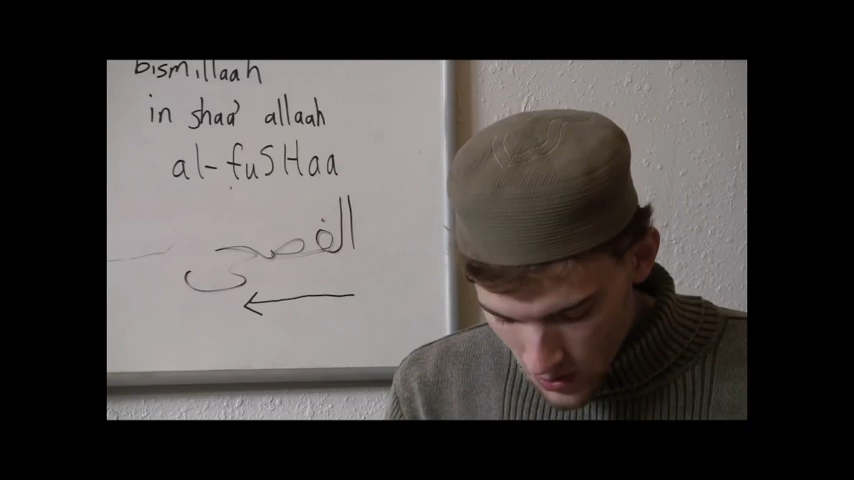 bismillaah
in shaa' allaah
al-fuSHaa
الفصحى